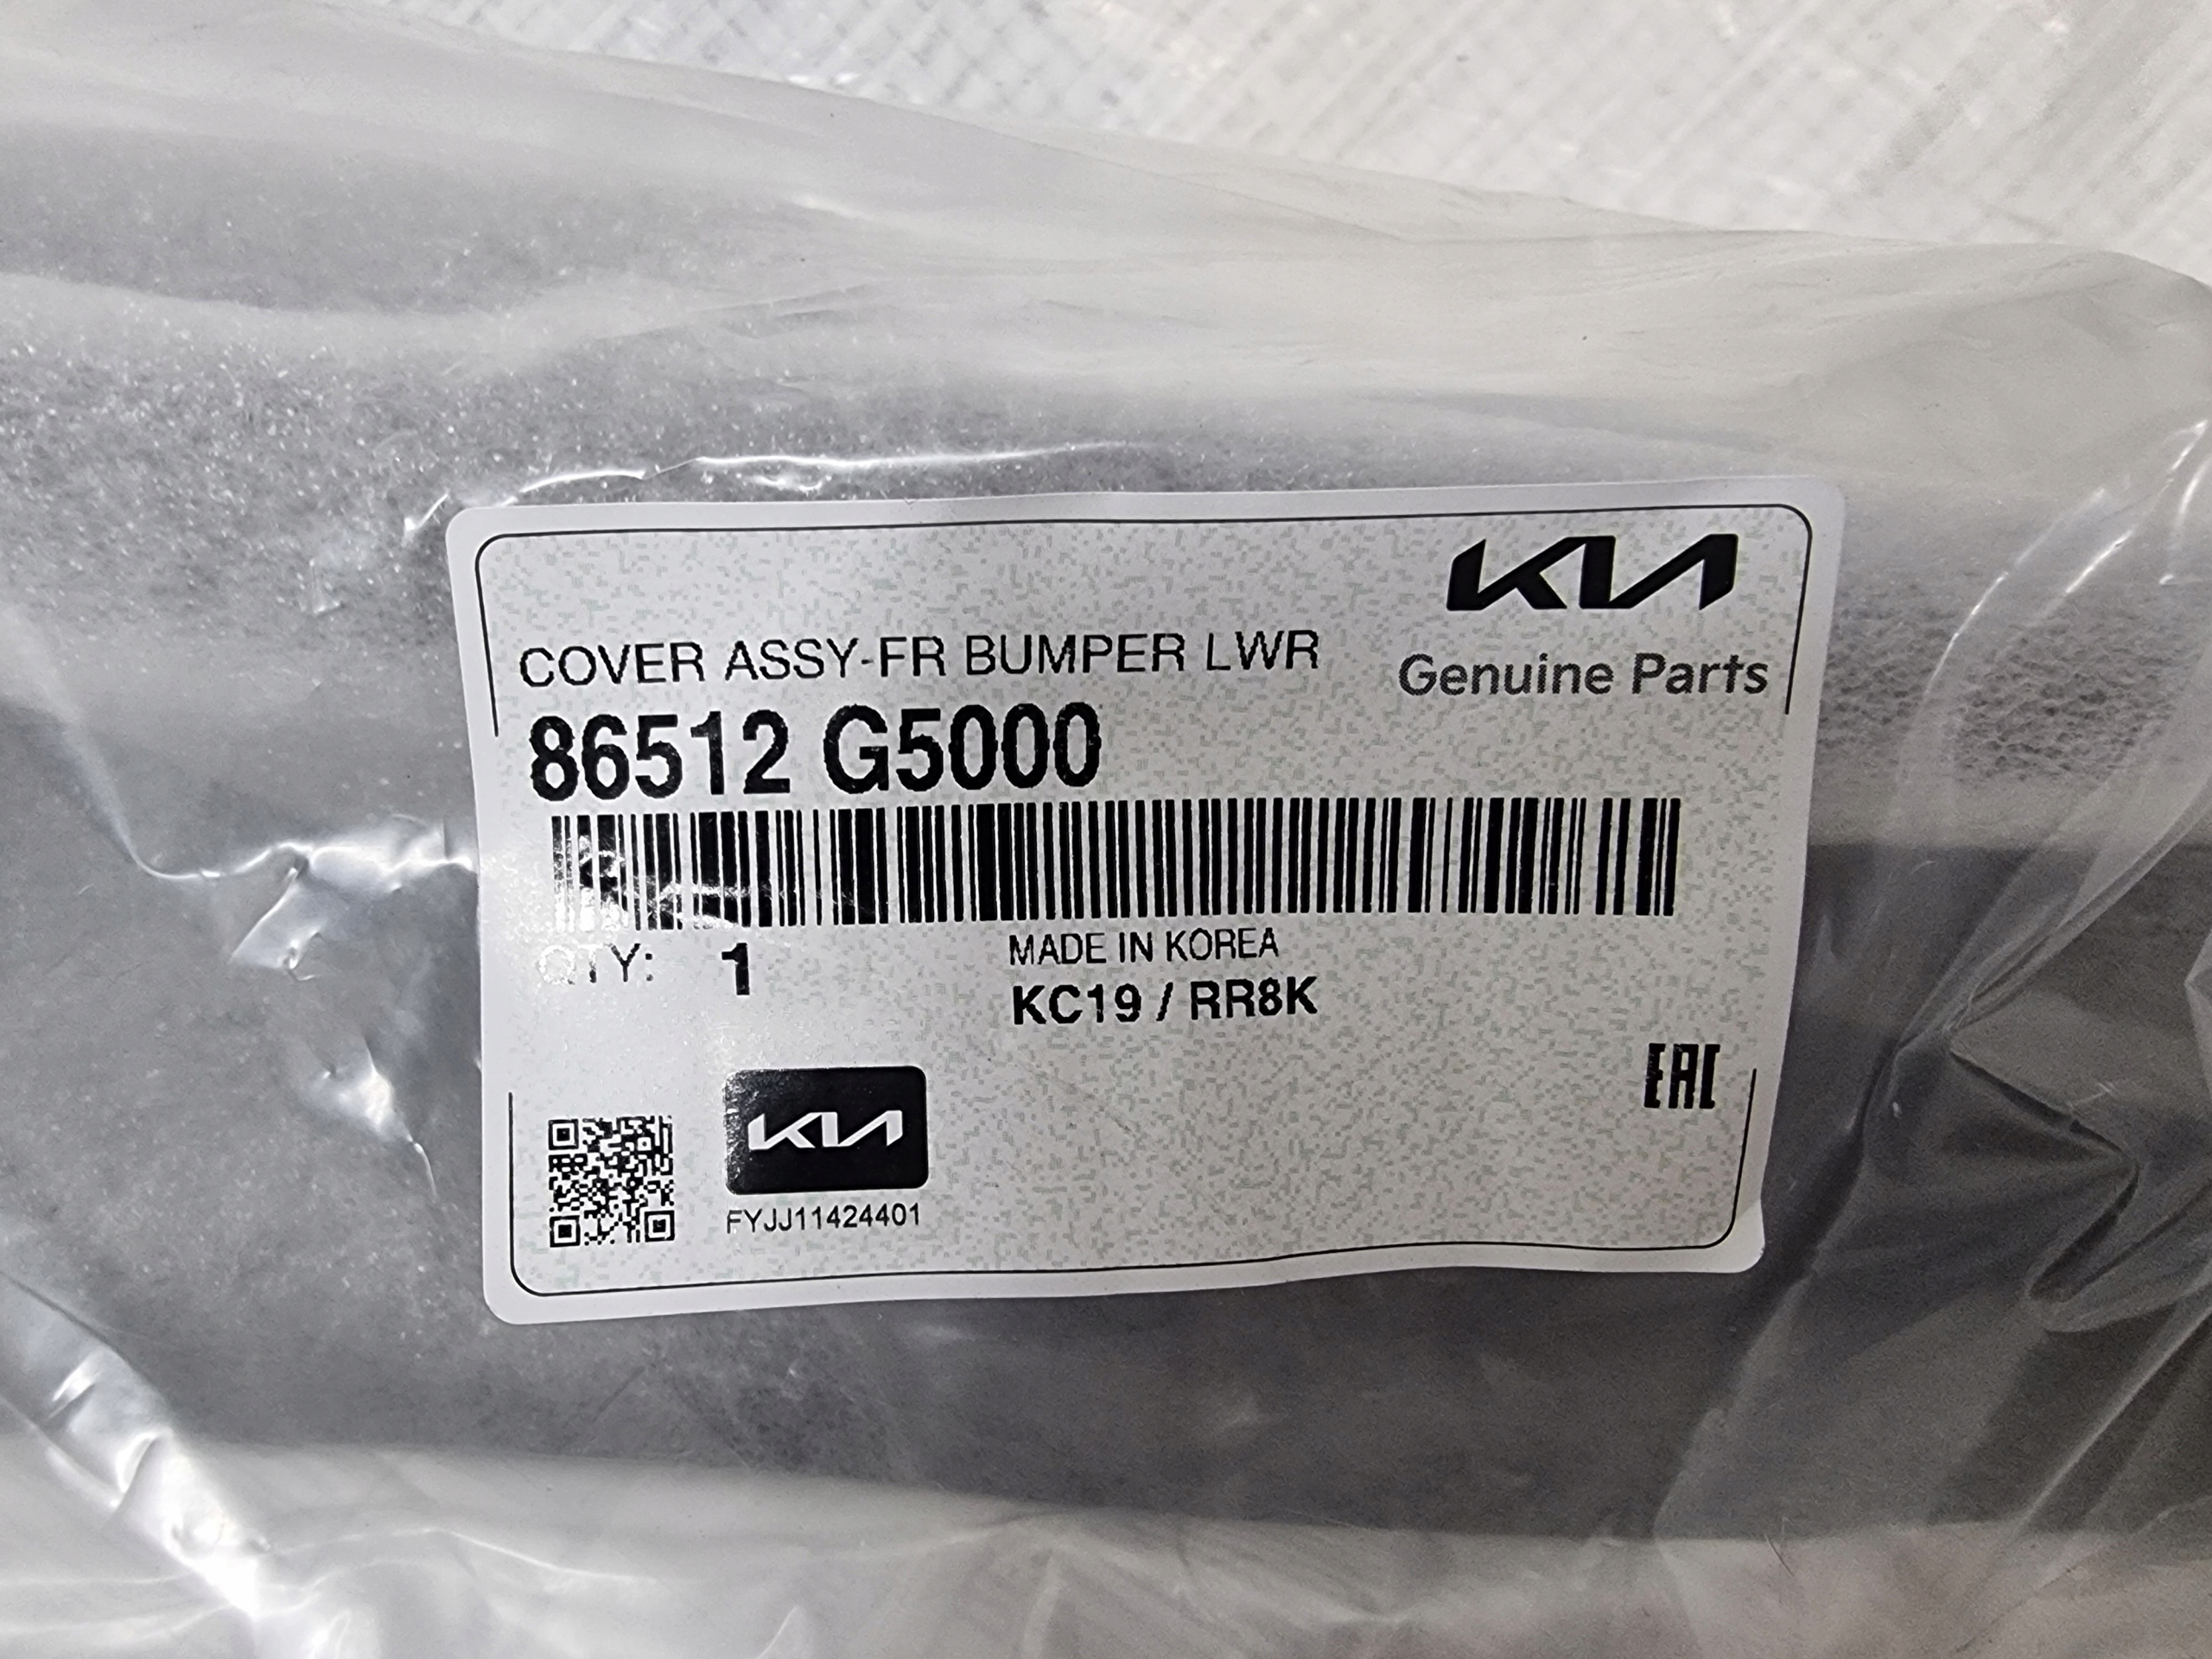 KIA
Genuine Parts
COVER ASSY-FR BUMPER LWR
86512 G5000
QTY: 1
MADE IN KOREA
KC19 / RR8K
EAC
KIA
FYJJ11424401